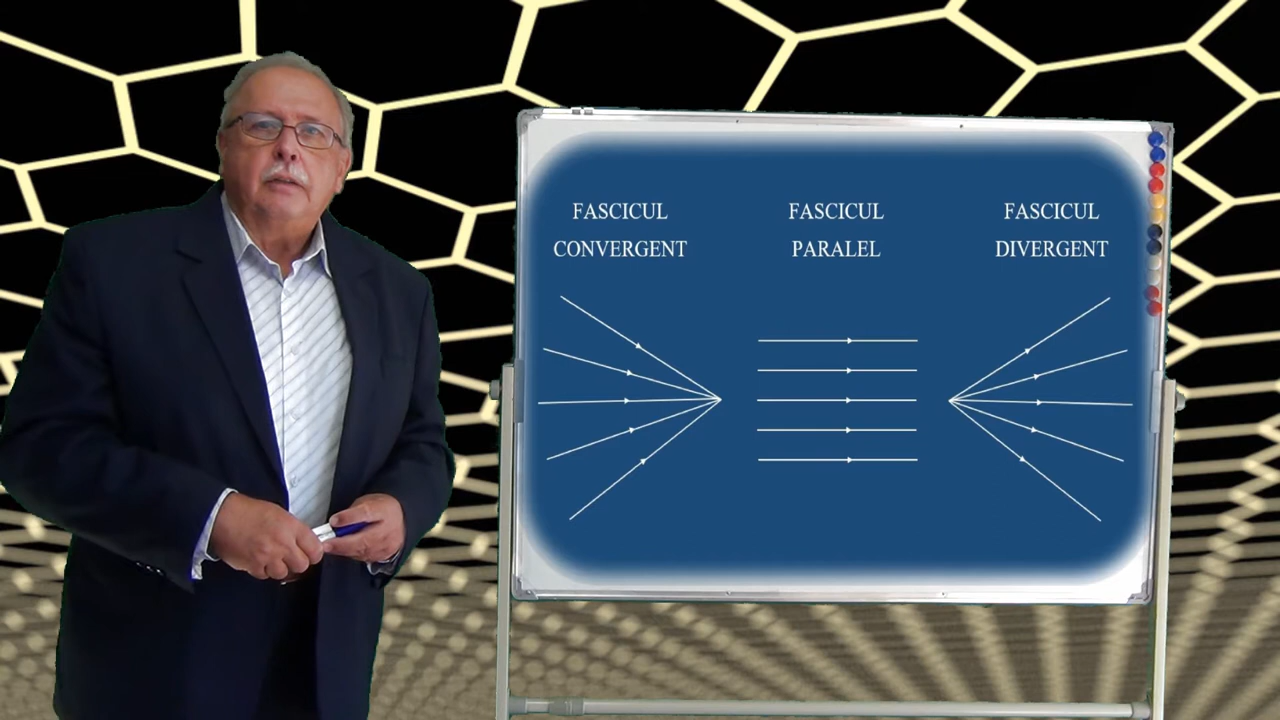 FASCICUL
CONVERGENT
FASCICUL
PARALEL
FASCICUL
DIVERGENT